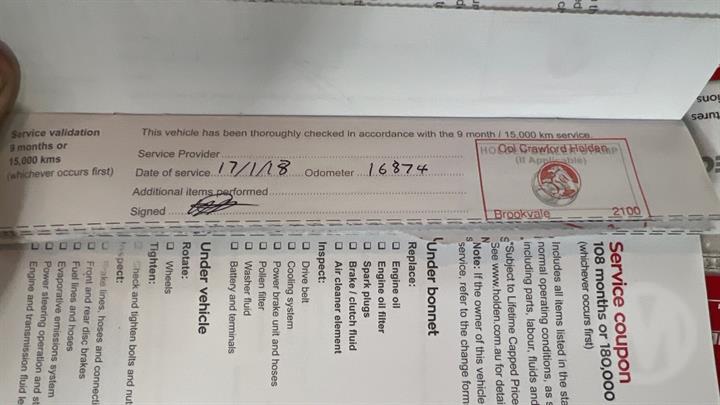 Service validation
9 months or
15,000 kms
(whichever occurs first)
This vehicle has been thoroughly checked in accordance with the 9 month / 15,000 km service.
Service Provider
Date of service 17/1/18 Odometer 16874
Additional items performed
Signed
Col Crawford Holden
(If Applicable)
Brookvale 2100
Service coupon
108 months or 180,000
(whichever occurs first)
Includes all items listed in the
normal operating conditions, as
*Subject to Lifetime Capped Price
including parts, labour, fluids and
See www.holden.com.au for
Note: If the owner of this vehicle
service, refer to the change
Under bonnet
Replace:
Engine oil
Engine oil filter
Spark plugs
Brake / clutch fluid
Air cleaner element
Inspect:
Drive belt
Cooling system
Power brake unit and hoses
Pollen filter
Washer fluid
Battery and terminals
Under vehicle
Rotate:
Wheels
Tighten:
Check and tighten bolts and
Inspect:
Brake lines, hoses and
Front and rear disc brakes
Fuel lines and hoses
Evaporative emissions system
Power steering operation and
Engine and transmission fluid